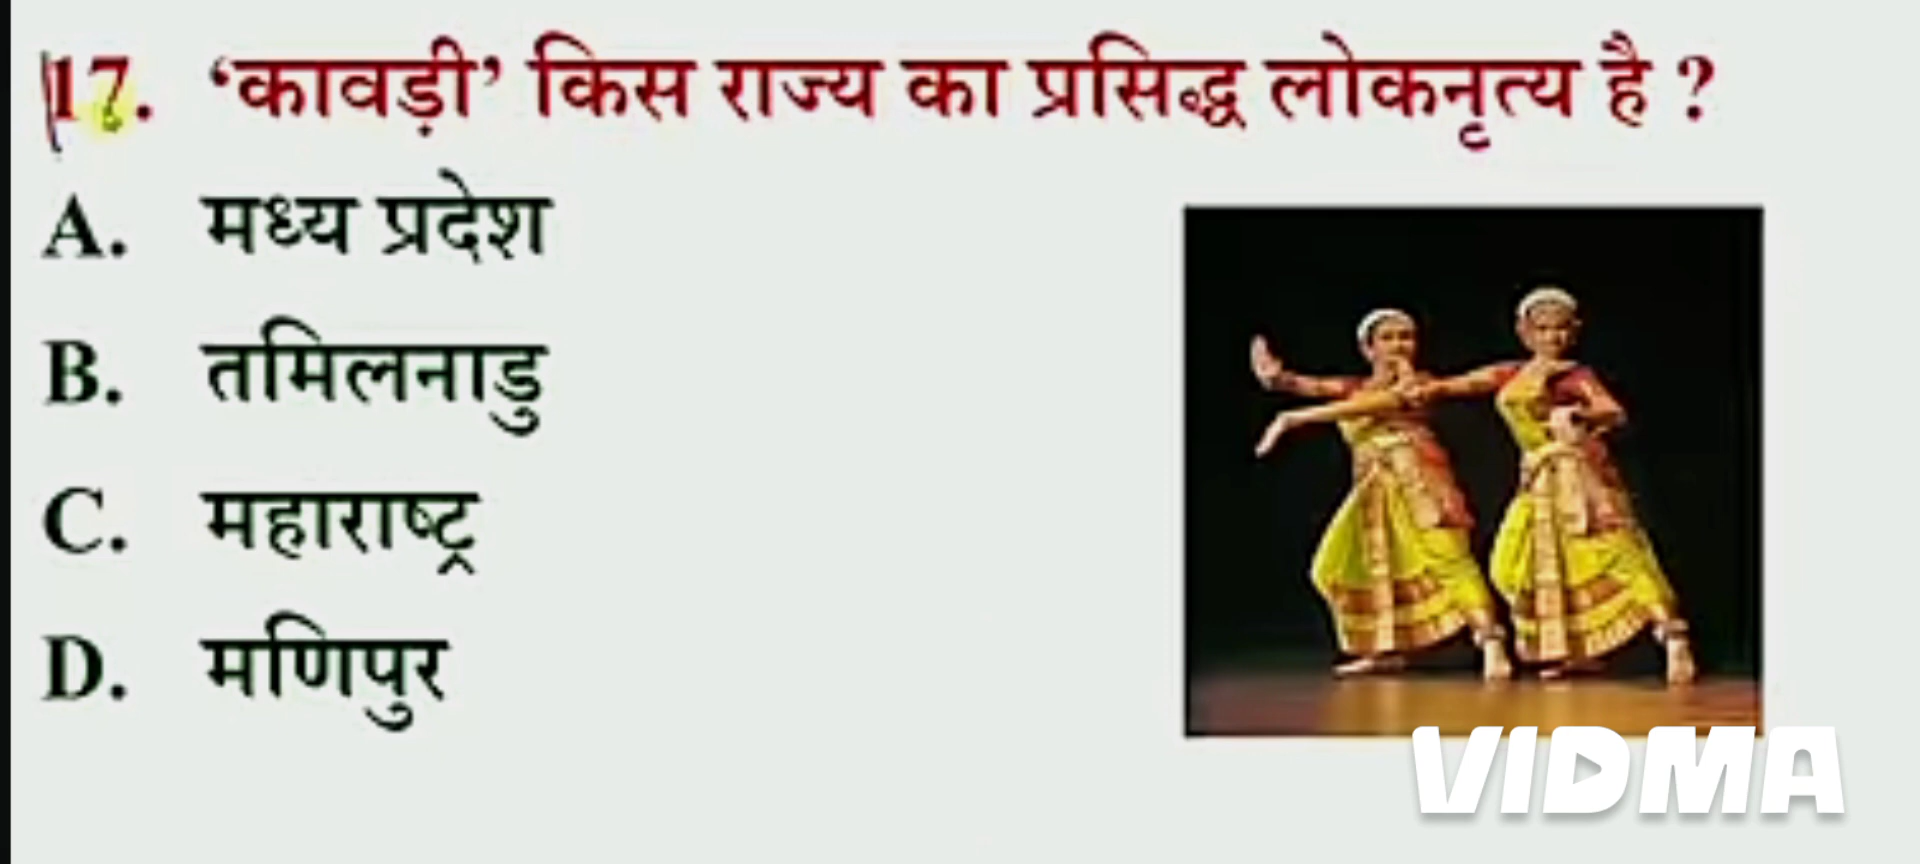 17. ‘कावड़ी’ किस राज्य का प्रसिद्ध लोकनृत्य है ?
A. मध्य प्रदेश
B. तमिलनाडु
C. महाराष्ट्र
D. मणिपुर
VIDMA